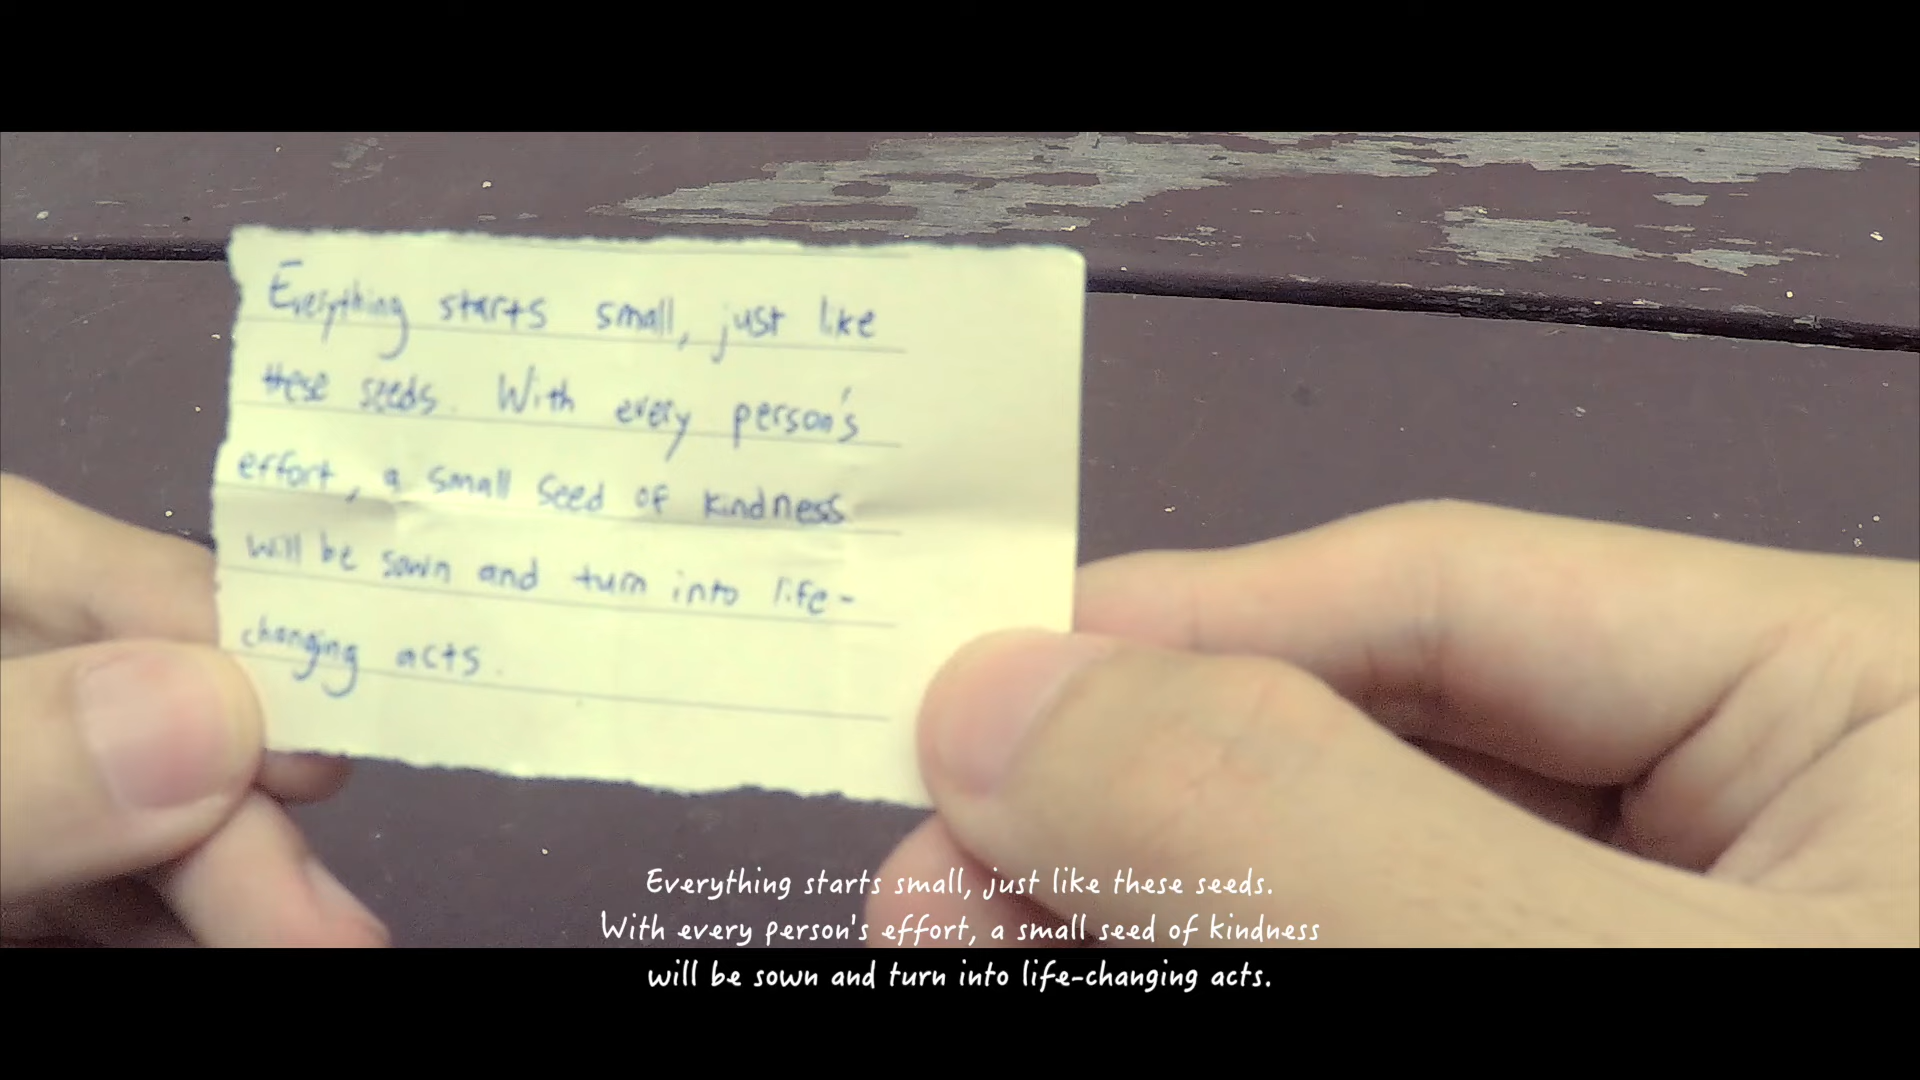 Everything starts small, just like
these seeds. With every person's
effort, a small seed of kindness
will be sown and turn into life-
changing acts.
Everything starts small, just like these seeds.
With every person's effort, a small seed of kindness
will be sown and turn into life-changing acts.